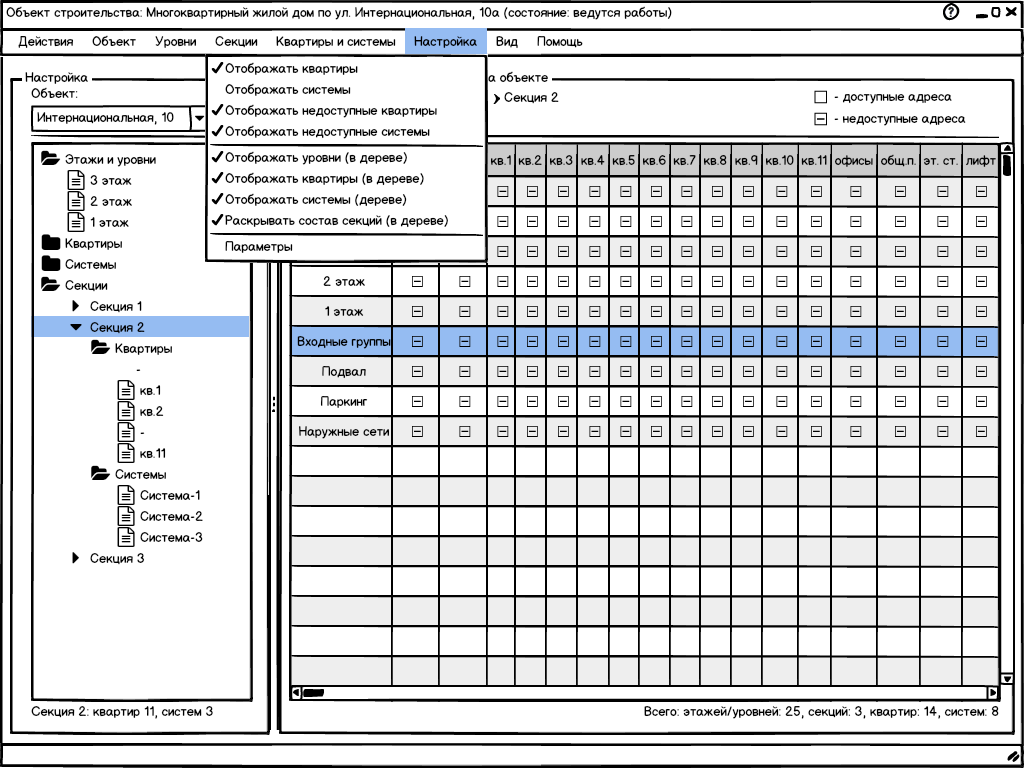 Объект строительства: Многоквартирный жилой дом по ул. Интернациональная, 10а (состояние: ведутся работы)
Действия Объект Уровни Секции Квартиры и системы Настройка Вид Помощь
Отображать квартиры
Отображать системы
Отображать недоступные квартиры
Отображать недоступные системы
Отображать уровни (в дереве)
Отображать квартиры (в дереве)
Отображать системы (дереве)
Раскрывать состав секций (в дереве)
Параметры
Настройка
Объект:
Интернациональная, 10
Этажи и уровни
3 этаж
2 этаж
1 этаж
Квартиры
Системы
Секции
Секция 1
Секция 2
Квартиры
-
кв.1
кв.2
-
кв.11
Системы
Система-1
Система-2
Система-3
Секция 3
Секция 2: квартир 11, систем 3
а объекте
Секция 2
- доступные адреса
- недоступные адреса
кв.1 кв.2 кв.3 кв.4 кв.5 кв.6 кв.7 кв.8 кв.9 кв.10 кв.11 офисы общ.п. эт. ст. лифт
2 этаж
1 этаж
Входные группы
Подвал
Паркинг
Наружные сети
Всего: этажей/уровней: 25, секций: 3, квартир: 14, систем: 8